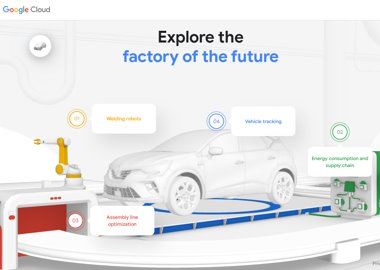 Google Cloud
Explore the
factory of the future
01
Welding robots
04
Vehicle tracking
02
Energy consumption and
supply chain
03
Assembly line
optimization